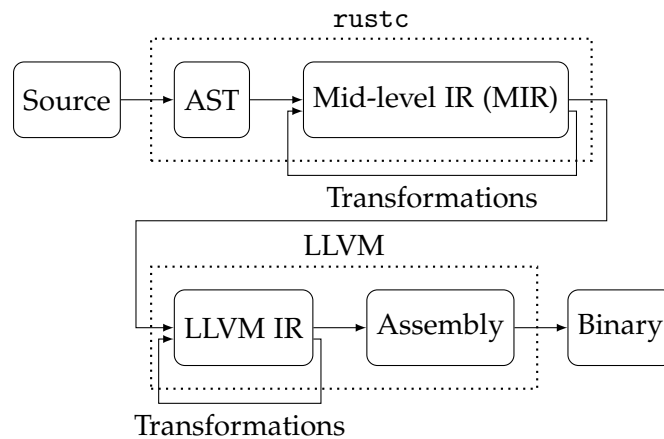 rustc
Source
AST
Mid-level IR (MIR)
Transformations
LLVM
LLVM IR
Assembly
Binary
Transformations